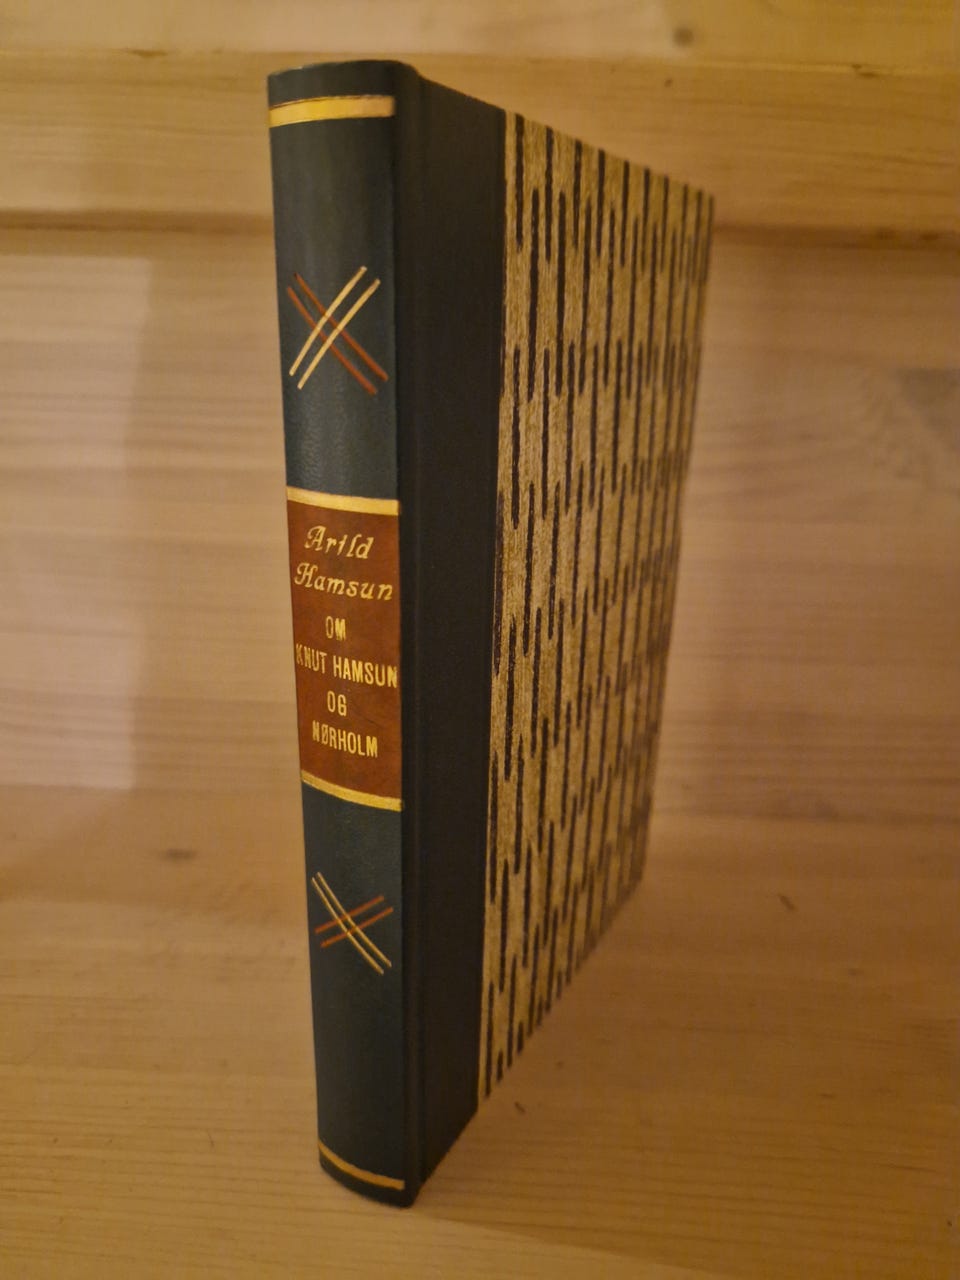 Arild
Hamsun
OM
KNUT HAMSUN
OG
NØRHOLM